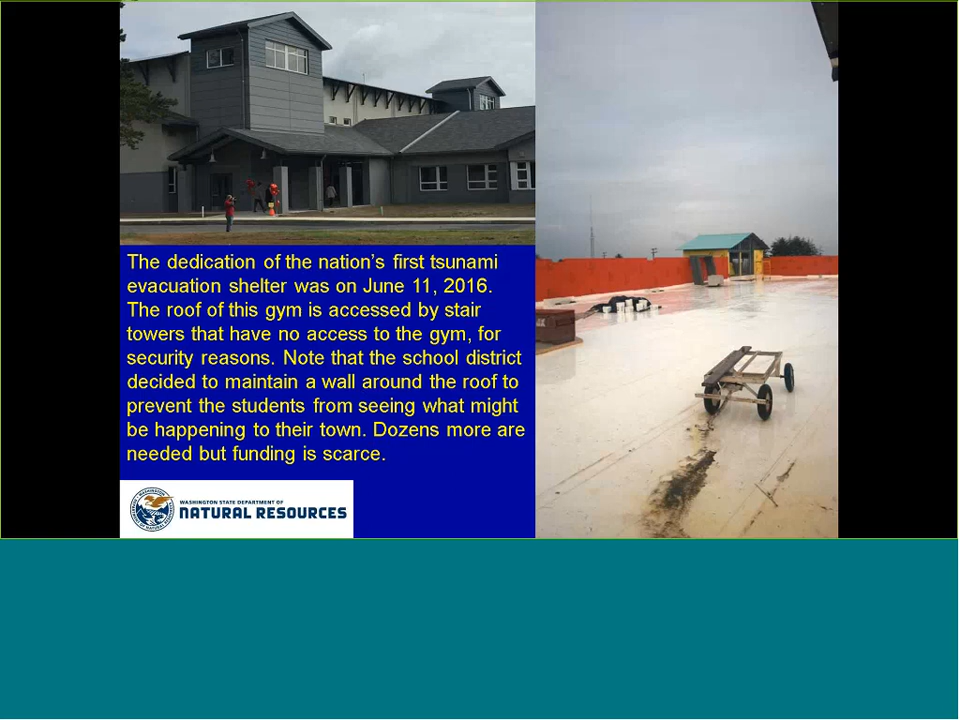 The dedication of the nation’s first tsunami
evacuation shelter was on June 11, 2016.
The roof of this gym is accessed by stair
towers that have no access to the gym, for
security reasons. Note that the school district
decided to maintain a wall around the roof to
prevent the students from seeing what might
be happening to their town. Dozens more are
needed but funding is scarce.
WASHINGTON STATE DEPARTMENT OF
NATURAL RESOURCES